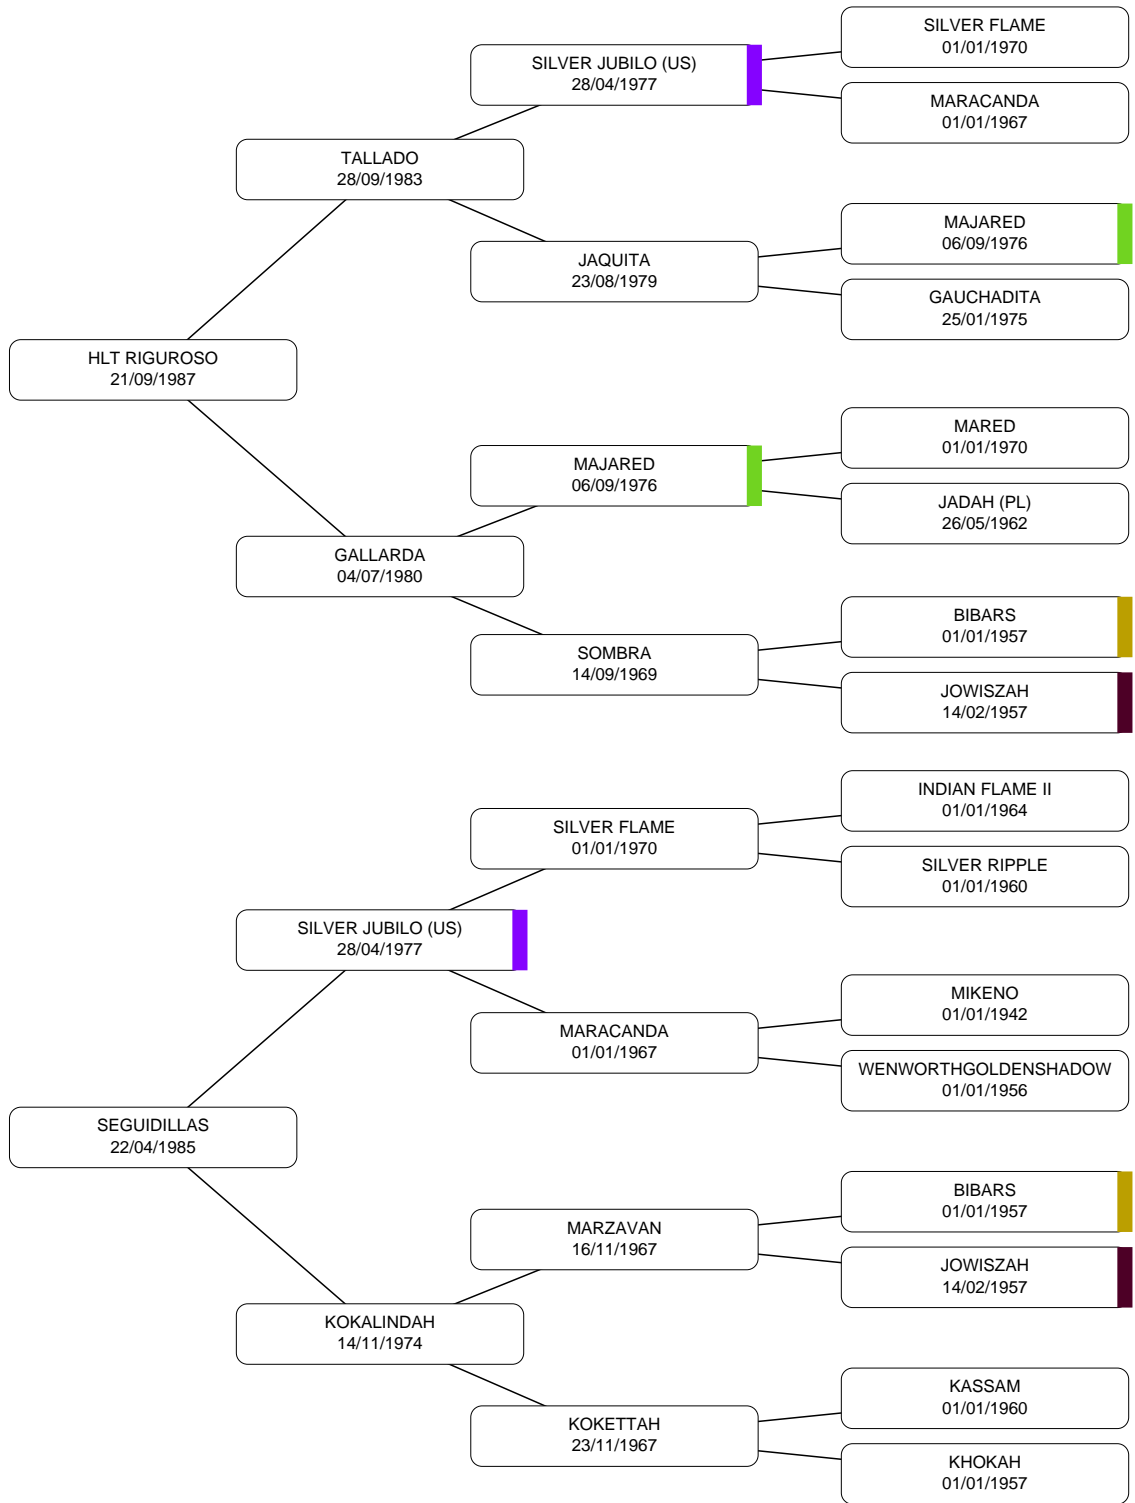 SILVER FLAME
01/01/1970
SILVER JUBILO (US)
28/04/1977
MARACANDA
01/01/1967
TALLADO
28/09/1983
MAJARED
06/09/1976
JAQUITA
23/08/1979
GAUCHADITA
25/01/1975
HLT RIGUROSO
21/09/1987
MARED
01/01/1970
MAJARED
06/09/1976
JADAH (PL)
26/05/1962
GALLARDA
04/07/1980
BIBARS
01/01/1957
SOMBRA
14/09/1969
JOWISZAH
14/02/1957
INDIAN FLAME II
01/01/1964
SILVER FLAME
01/01/1970
SILVER RIPPLE
01/01/1960
SILVER JUBILO (US)
28/04/1977
MIKENO
01/01/1942
MARACANDA
01/01/1967
WENWORTHGOLDENSHADOW
01/01/1956
SEGUIDILLAS
22/04/1985
BIBARS
01/01/1957
MARZAVAN
16/11/1967
JOWISZAH
14/02/1957
KOKALINDAH
14/11/1974
KASSAM
01/01/1960
KOKETTAH
23/11/1967
KHOKAH
01/01/1957